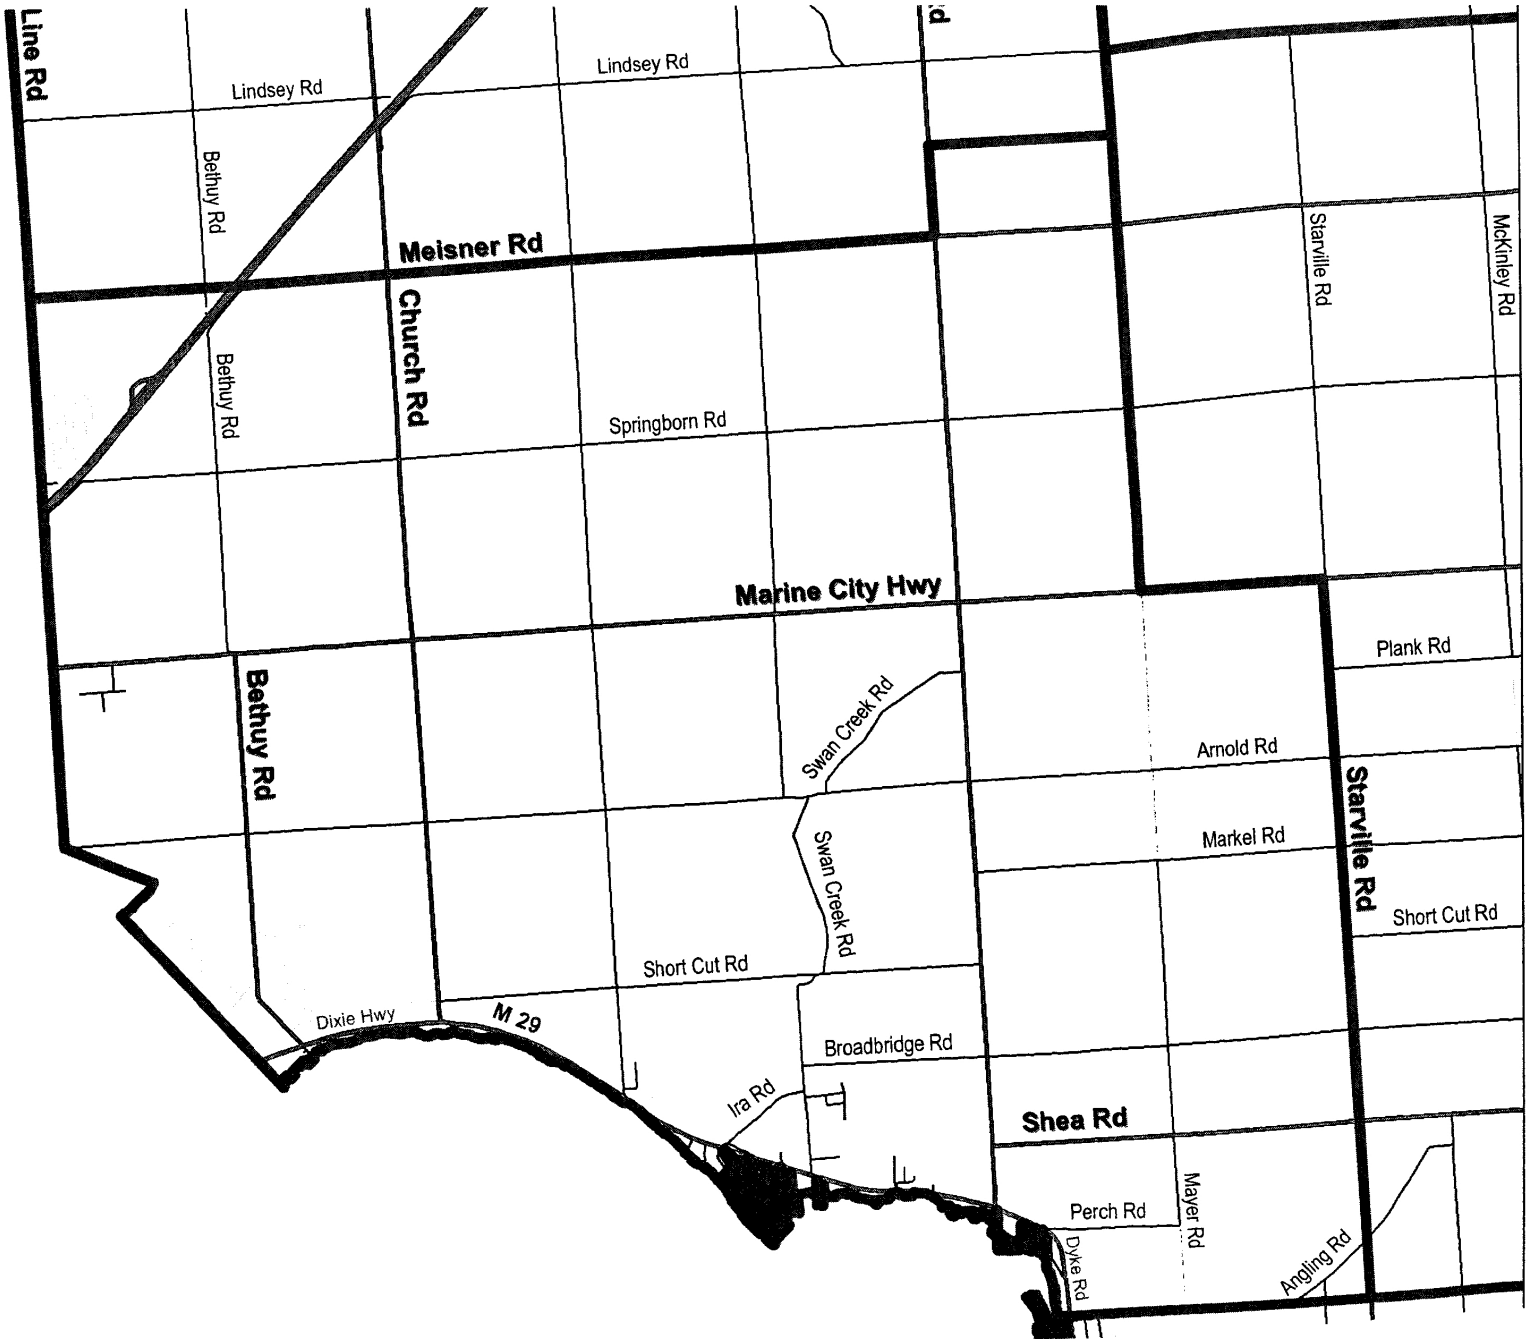 Line Rd
d
Lindsey Rd
Lindsey Rd
Bethuy Rd
Meisner Rd
Starville Rd
McKinley Rd
Church Rd
Bethuy Rd
Springborn Rd
Marine City Hwy
Plank Rd
Bethuy Rd
Swan Creek Rd
Arnold Rd
Starville Rd
Markel Rd
Swan Creek Rd
Short Cut Rd
Short Cut Rd
M 29
Dixie Hwy
Broadbridge Rd
Ira Rd
Shea Rd
Mayer Rd
Perch Rd
Dyke Rd
Angling Rd